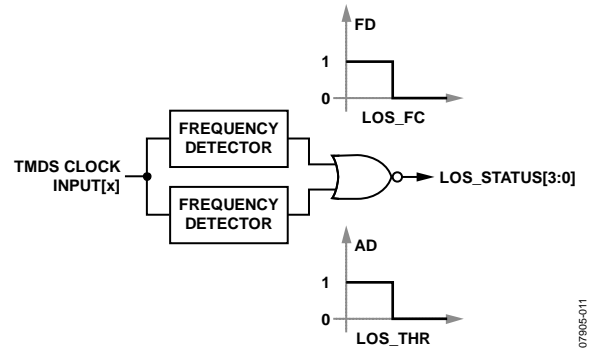 FD
1
0
LOS_FC
FREQUENCY
DETECTOR
TMDS CLOCK
INPUT[x]
LOS_STATUS[3:0]
FREQUENCY
DETECTOR
AD
1
0
LOS_THR
07905-011